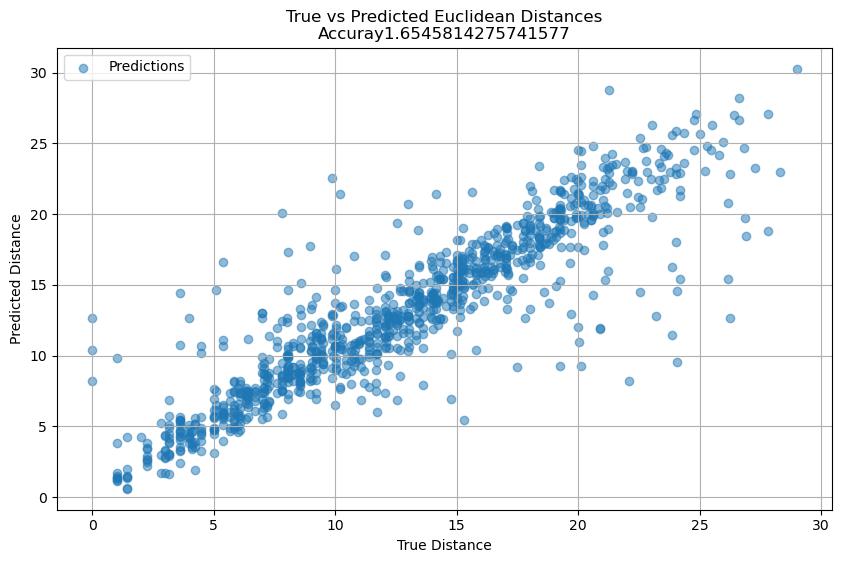 True vs Predicted Euclidean Distances
Accuray1.6545814275741577
Predictions
30
25
20
15
10
5
0
Predicted Distance
0 5 10 15 20 25 30
True Distance